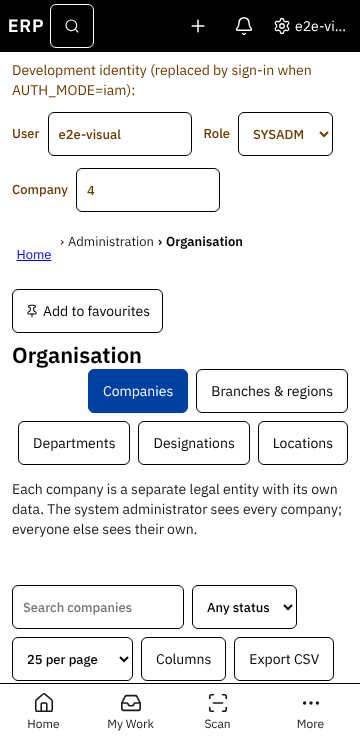 ERP e2e-vi...
Development identity (replaced by sign-in when
AUTH_MODE=iam):
User e2e-visual Role SYSADM
Company 4
Home › Administration › Organisation
Add to favourites
Organisation
Companies Branches & regions
Departments Designations Locations
Each company is a separate legal entity with its own
data. The system administrator sees every company;
everyone else sees their own.
Search companies Any status
25 per page Columns Export CSV
Home My Work Scan More